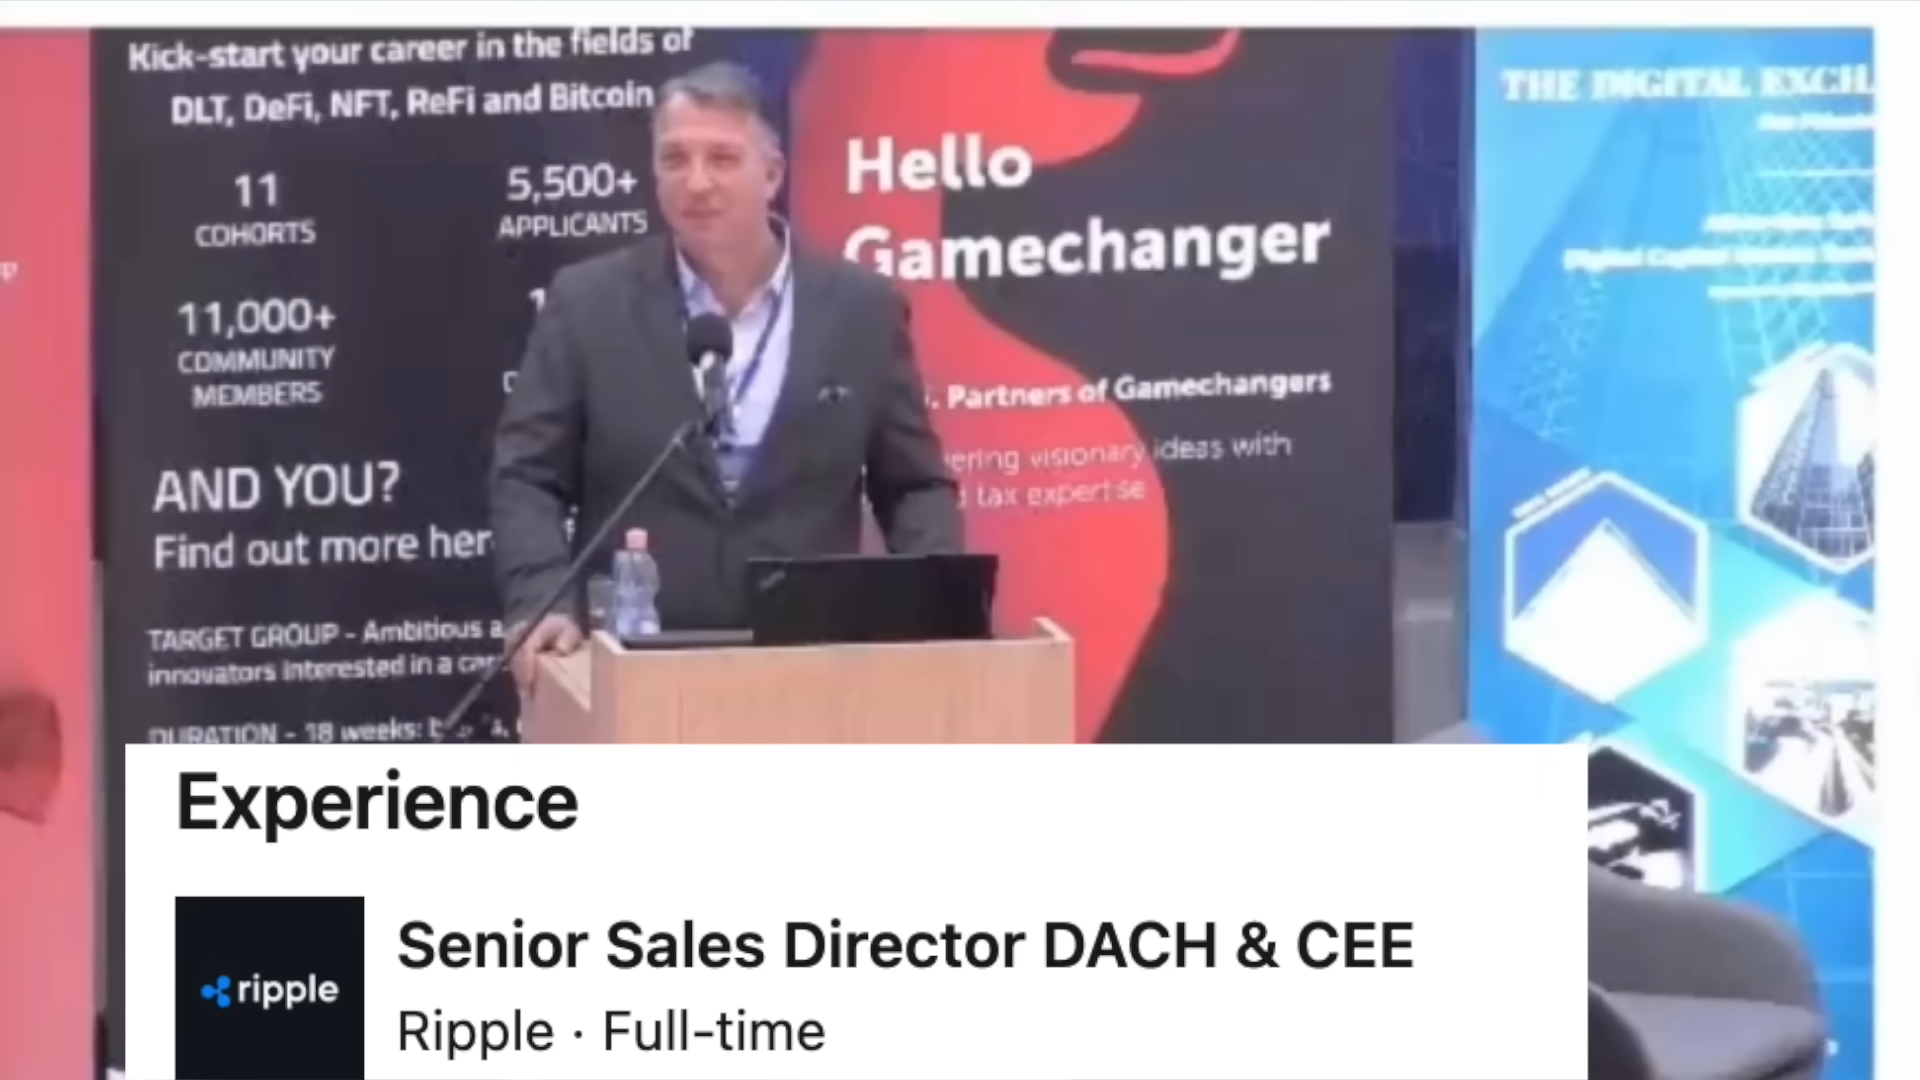 Kick-start your career in the fields of
DLT, DeFi, NFT, ReFi and Bitcoin
11
COHORTS
5,500+
APPLICANTS
11,000+
COMMUNITY
MEMBERS
AND YOU?
Find out more her
TARGET GROUP - Ambitious a
innovators interested in a car
DURATION - 18 weeks:
Hello
Gamechanger
. Partners of Gamechangers
ering visionary ideas with
d tax expertise
THE DIGITAL EXCH
Experience
ripple
Senior Sales Director DACH & CEE
Ripple · Full-time